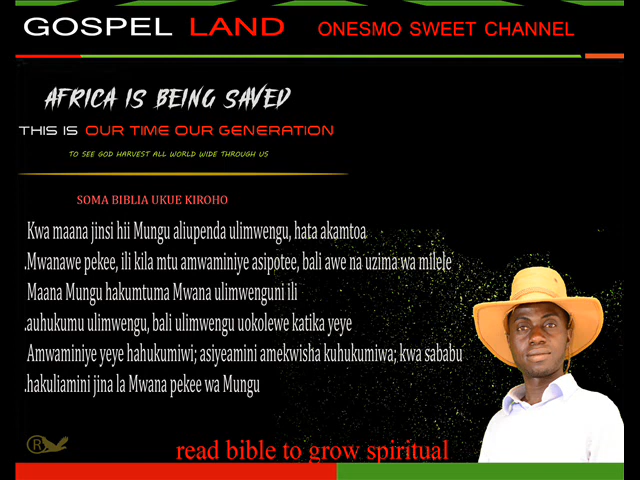 GOSPEL LAND ONESMO SWEET CHANNEL
AFRICA IS BEING SAVED
THIS IS OUR TIME OUR GENERATION
TO SEE GOD HARVEST ALL WORLD WIDE THROUGH US
SOMA BIBLIA UKUE KIROHO
Kwa maana jinsi hii Mungu aliupenda ulimwengu, hata akamtoa
.Mwanawe pekee, ili kila mtu amwaminiye asipotee, bali awe na uzima wa milele
Maana Mungu hakumtuma Mwana ulimwenguni ili
.auhukumu ulimwengu, bali ulimwengu uokolewe katika yeye
Amwaminiye yeye hahukumiwi; asiyeamini amekwisha kuhukumiwa; kwa sababu
.hakuliamini jina la Mwana pekee wa Mungu
R
read bible to grow spiritual